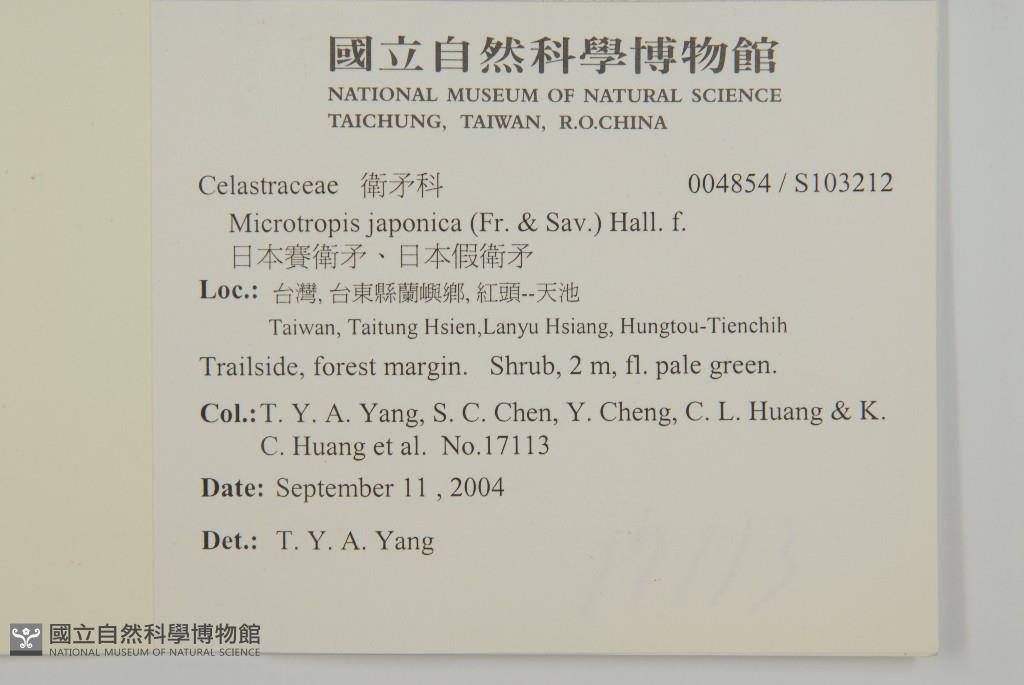 國立自然科學博物館
NATIONAL MUSEUM OF NATURAL SCIENCE
TAICHUNG, TAIWAN, R.O.CHINA
Celastraceae 衛矛科 004854 / S103212
Microtropis japonica (Fr. & Sav.) Hall. f.
日本賽衛矛、日本假衛矛
Loc.: 台灣, 台東縣蘭嶼鄉, 紅頭--天池
Taiwan, Taitung Hsien,Lanyu Hsiang, Hungtou-Tienchih
Trailside, forest margin. Shrub, 2 m, fl. pale green.
Col.: T. Y. A. Yang, S. C. Chen, Y. Cheng, C. L. Huang & K.
C. Huang et al. No.17113
Date: September 11 , 2004
Det.: T. Y. A. Yang
國立自然科學博物館
NATIONAL MUSEUM OF NATURAL SCIENCE